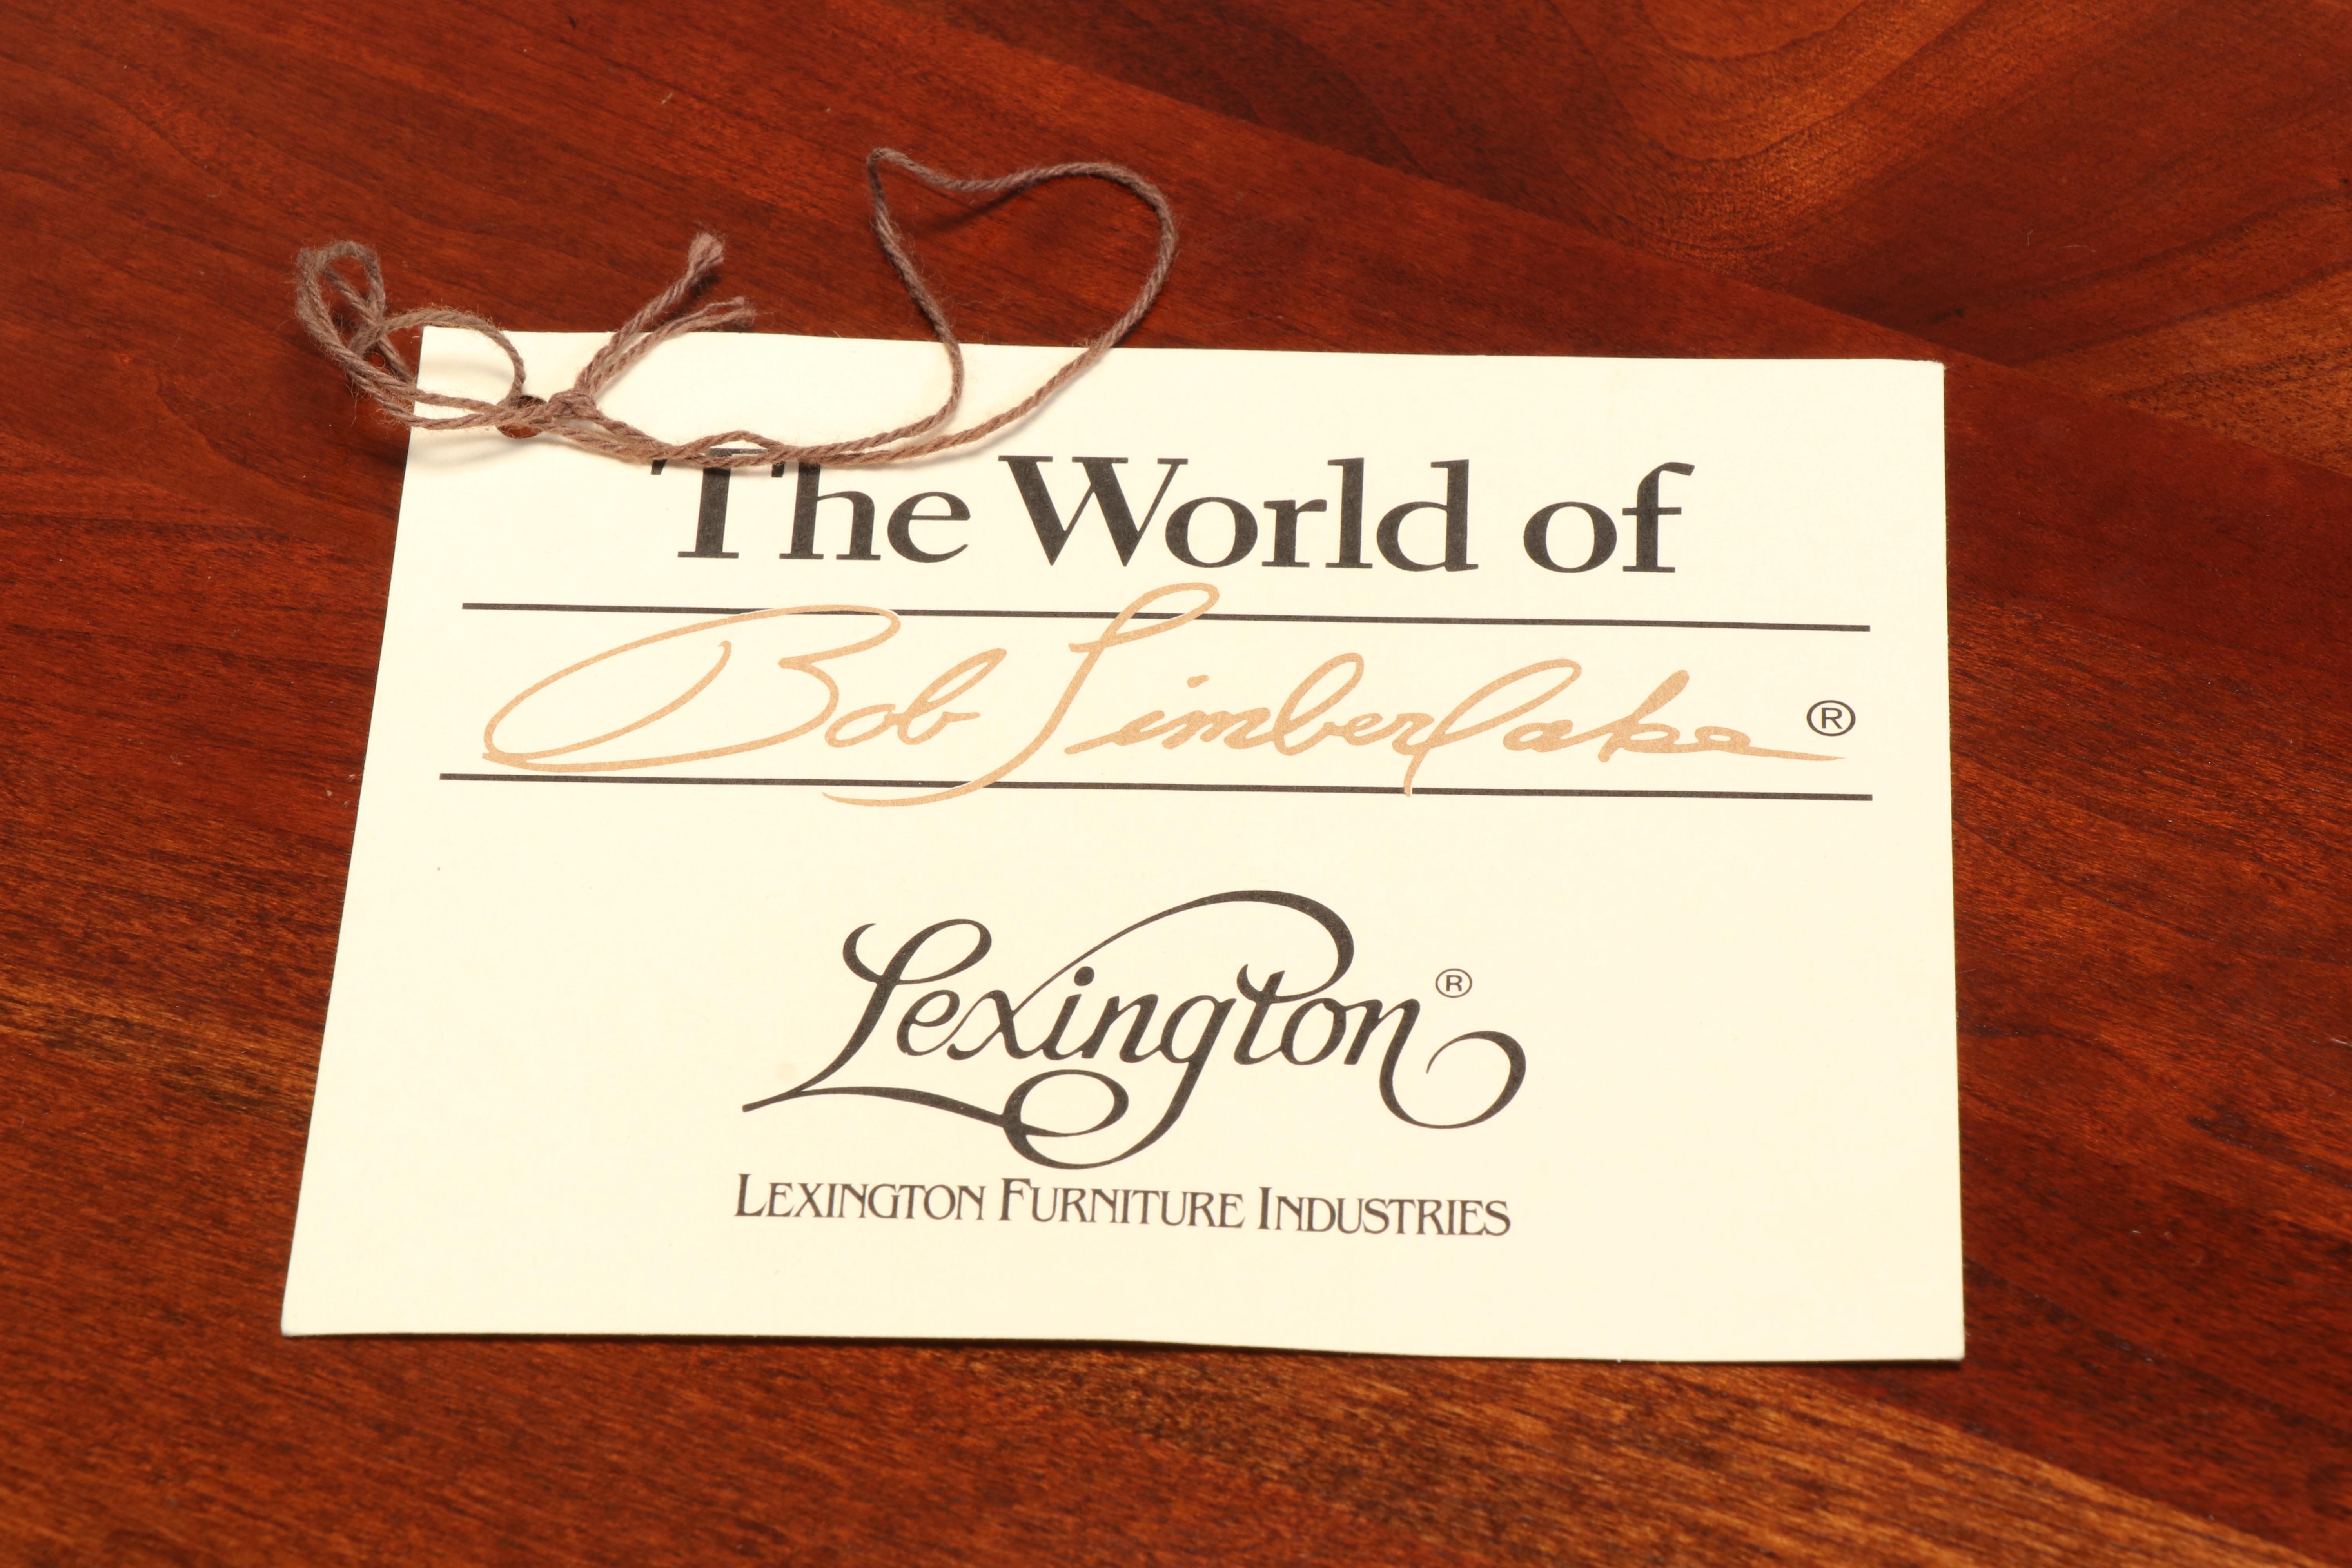 The World of
Bob Timberlake ®
Lexington ®
LEXINGTON FURNITURE INDUSTRIES